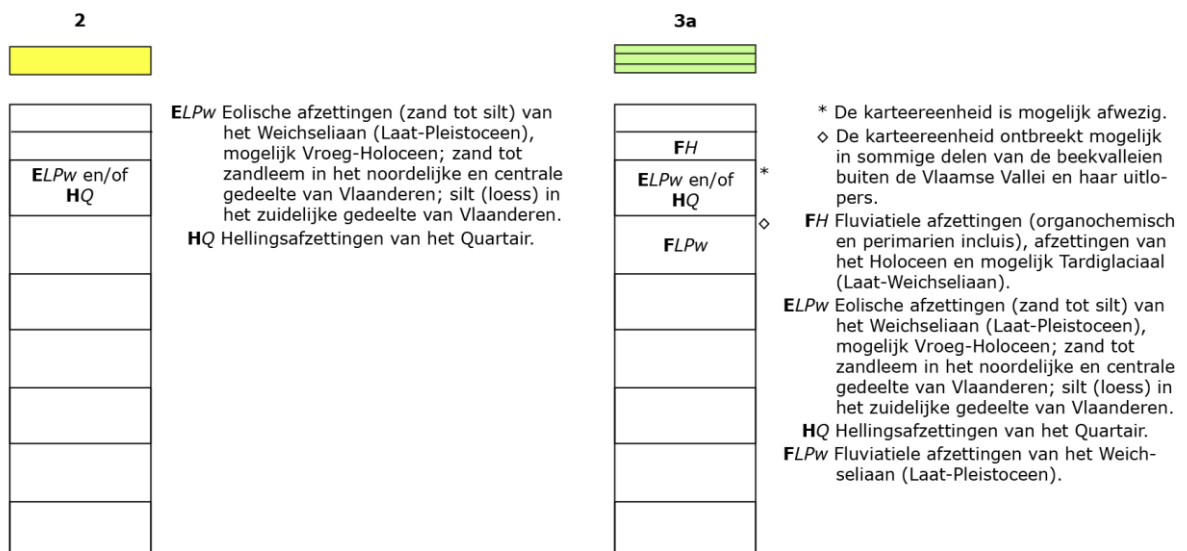 2
ELPw en/of
HQ
ELPw Eolische afzettingen (zand tot silt) van
het Weichseliaan (Laat-Pleistoceen),
mogelijk Vroeg-Holoceen; zand tot
zandleem in het noordelijke en centrale
gedeelte van Vlaanderen; silt (loess) in
het zuidelijke gedeelte van Vlaanderen.
HQ Hellingsafzettingen van het Quartair.
3a
FH
ELPw en/of
HQ
*
◇
FLPw
* De karteereenheid is mogelijk afwezig.
◇ De karteereenheid ontbreekt mogelijk
in sommige delen van de beekvalleien
buiten de Vlaamse Vallei en haar uitlo-
pers.
FH Fluviatiele afzettingen (organochemisch
en perimarien incluis), afzettingen van
het Holoceen en mogelijk Tardiglaciaal
(Laat-Weichseliaan).
ELPw Eolische afzettingen (zand tot silt) van
het Weichseliaan (Laat-Pleistoceen),
mogelijk Vroeg-Holoceen; zand tot
zandleem in het noordelijke en centrale
gedeelte van Vlaanderen; silt (loess) in
het zuidelijke gedeelte van Vlaanderen.
HQ Hellingsafzettingen van het Quartair.
FLPw Fluviatiele afzettingen van het Weich-
seliaan (Laat-Pleistoceen).